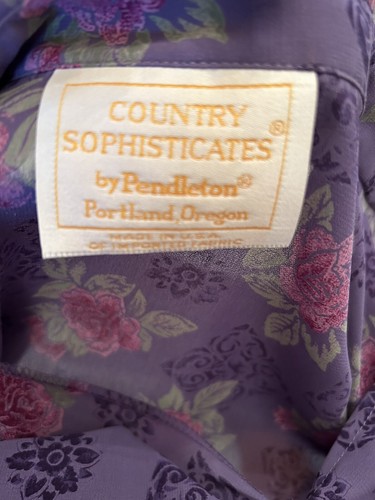 COUNTRY
SOPHISTICATES®
by Pendleton®
Portland, Oregon
MADE IN U.S.A.
OF IMPORTED FABRIC